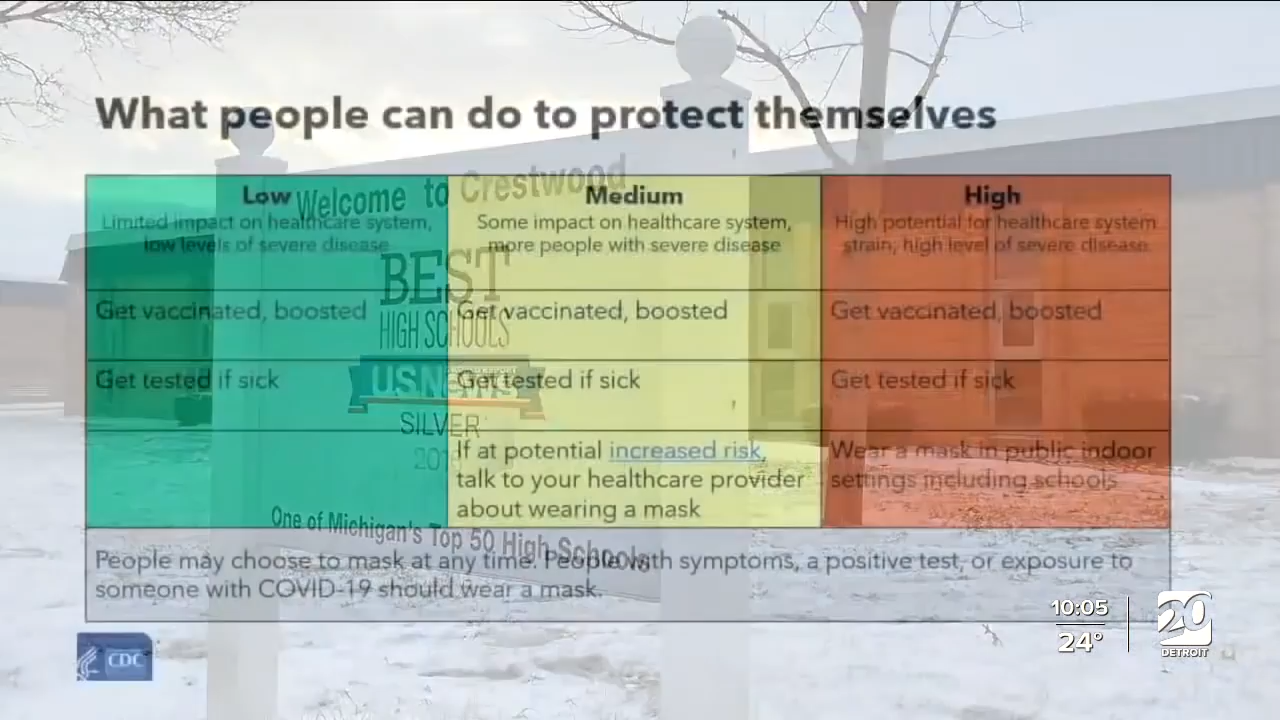 What people can do to protect themselves
Welcome to Crestwood
Low
Limited impact on healthcare system,
low levels of severe disease
Medium
Some impact on healthcare system,
more people with severe disease
High
High potential for healthcare system
strain; high level of severe disease
BEST
HIGH SCHOOLS
Get vaccinated, boosted
Get vaccinated, boosted
Get vaccinated, boosted
Get tested if sick
Get tested if sick
Get tested if sick
USNews
SILVER
If at potential increased risk,
talk to your healthcare provider
about wearing a mask
Wear a mask in public indoor
settings including schools
One of Michigan's Top 50 High Schools
People may choose to mask at any time. People with symptoms, a positive test, or exposure to
someone with COVID-19 should wear a mask.
CDC
10:05
24°
20
DETROIT